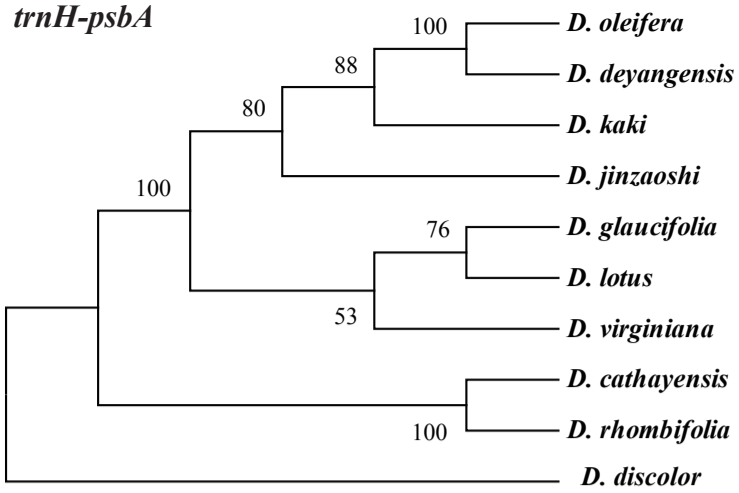 trnH-psbA
100
D. oleifera
88
D. deyangensis
80
D. kaki
100
D. jinzaoshi
76
D. glaucifolia
D. lotus
53
D. virginiana
D. cathayensis
100
D. rhombifolia
D. discolor